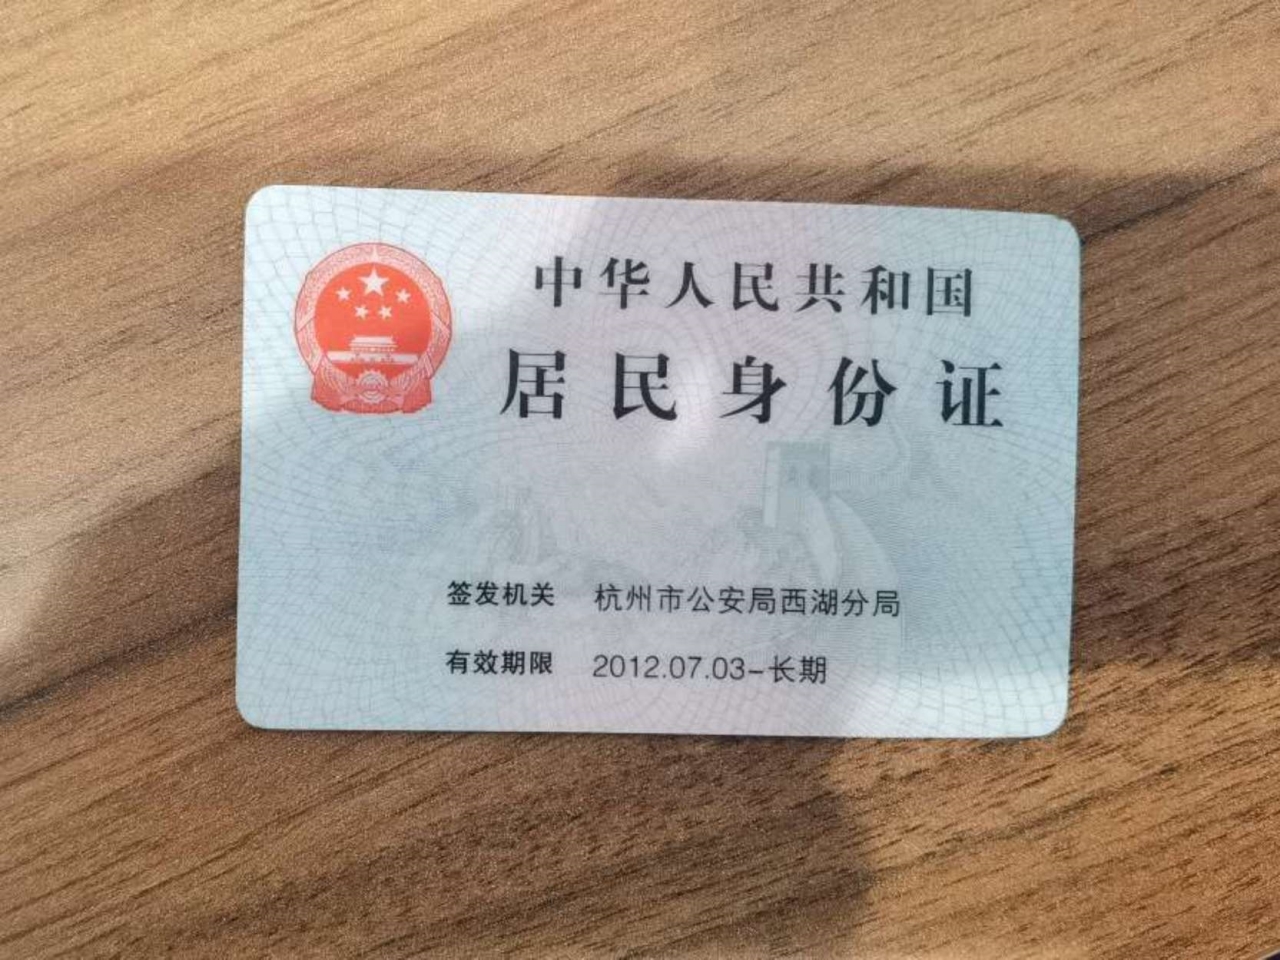 中华人民共和国
居民身份证
签发机关 杭州市公安局西湖分局
有效期限 2012.07.03-长期